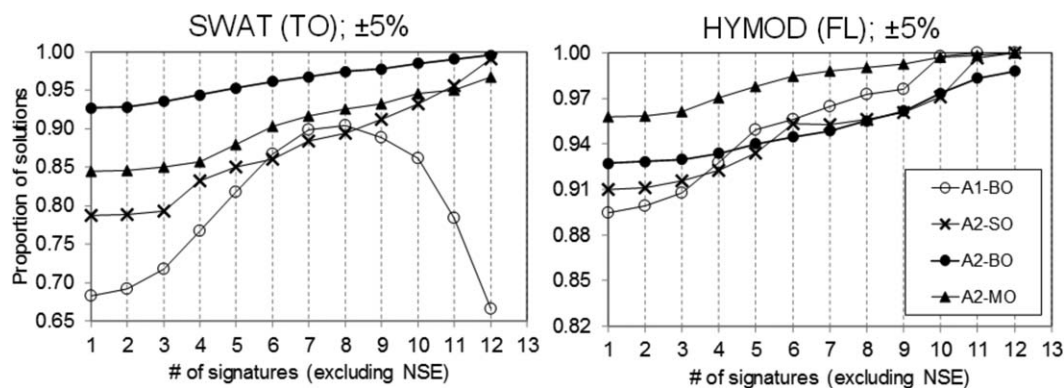 SWAT (TO); ±5%
Proportion of solutions
1.00
0.95
0.90
0.85
0.80
0.75
0.70
0.65
1 2 3 4 5 6 7 8 9 10 11 12 13
# of signatures (excluding NSE)
HYMOD (FL); ±5%
1.00
0.97
0.94
0.91
0.88
0.85
0.82
A1-BO
A2-SO
A2-BO
A2-MO
1 2 3 4 5 6 7 8 9 10 11 12 13
# of signatures (excluding NSE)